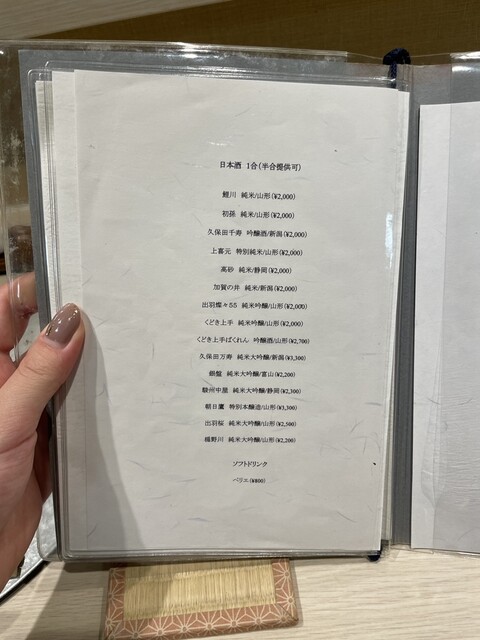 日本酒 1合(半合提供可)
鯉川 純米/山形(¥2,000)
初孫 純米/山形(¥2,000)
久保田千寿 吟醸酒/新潟(¥2,000)
上喜元 特別純米/山形(¥2,000)
高砂 純米/静岡(¥2,000)
加賀の井 純米/新潟(¥2,000)
出羽燦々55 純米吟醸/山形(¥2,000)
くどき上手 純米吟醸/山形(¥2,000)
くどき上手ばくれん 吟醸酒/山形(¥2,700)
久保田万寿 純米大吟醸/新潟(¥3,300)
銀盤 純米大吟醸/富山(¥2,200)
駿州中屋 純米大吟醸/静岡(¥2,300)
朝日鷹 特別本醸造/山形(¥3,300)
出羽桜 純米大吟醸/山形(¥2,500)
楯野川 純米大吟醸/山形(¥2,200)
ソフトドリンク
ペリエ(¥800)